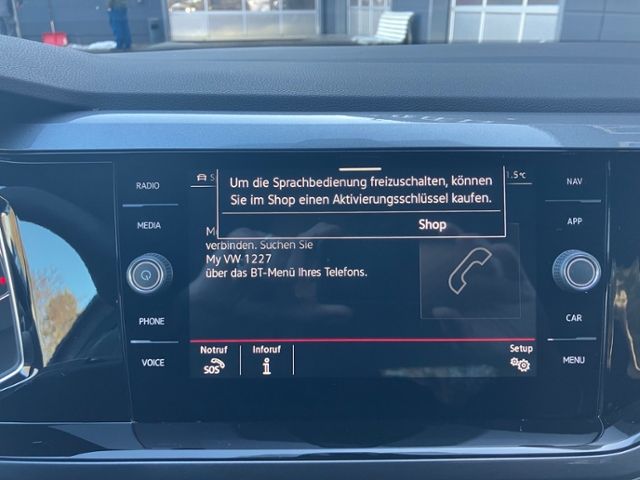 RADIO
MEDIA
PHONE
VOICE
Um die Sprachbedienung freizuschalten, können
Sie im Shop einen Aktivierungsschlüssel kaufen.
Shop
verbinden. Suchen Sie
My VW 1227
über das BT-Menü Ihres Telefons.
Notruf
SOS
Inforuf
Setup
NAV
APP
CAR
MENU